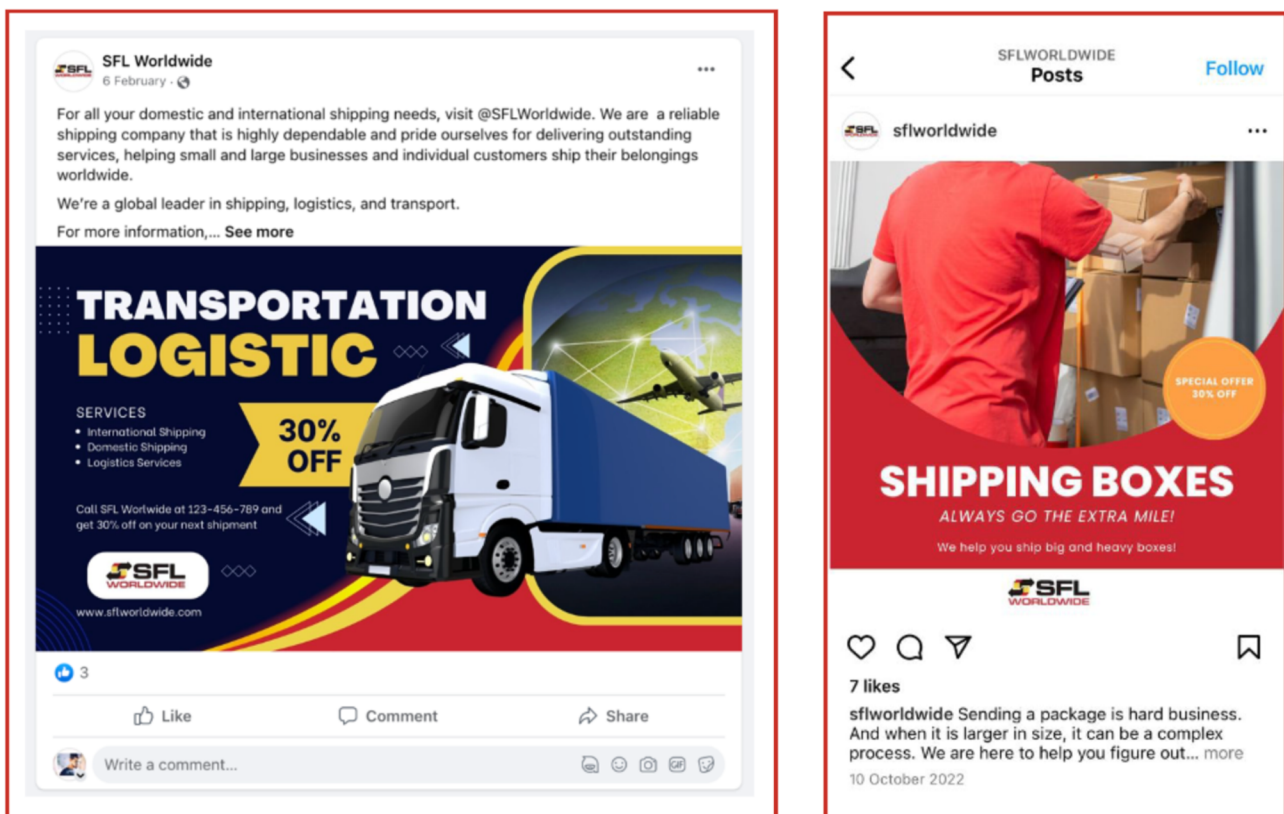 SFL
WORLDWIDE
SFL Worldwide
6 February ·
For all your domestic and international shipping needs, visit @SFLWorldwide. We are a reliable
shipping company that is highly dependable and pride ourselves for delivering outstanding
services, helping small and large businesses and individual customers ship their belongings
worldwide.
We're a global leader in shipping, logistics, and transport.
For more information,... See more
TRANSPORTATION
LOGISTIC
SERVICES
• International Shipping
• Domestic Shipping
• Logistics Services
30%
OFF
Call SFL Worlwide at 123-456-789 and
get 30% off on your next shipment
SFL
WORLDWIDE
www.sflworldwide.com
3
Like
Comment
Share
Write a comment...
GIF
SFLWORLDWIDE
Posts
Follow
SFL
WORLDWIDE
sflworldwide
SPECIAL OFFER
30% OFF
SHIPPING BOXES
ALWAYS GO THE EXTRA MILE!
We help you ship big and heavy boxes!
SFL
WORLDWIDE
7 likes
sflworldwide Sending a package is hard business.
And when it is larger in size, it can be a complex
process. We are here to help you figure out... more
10 October 2022